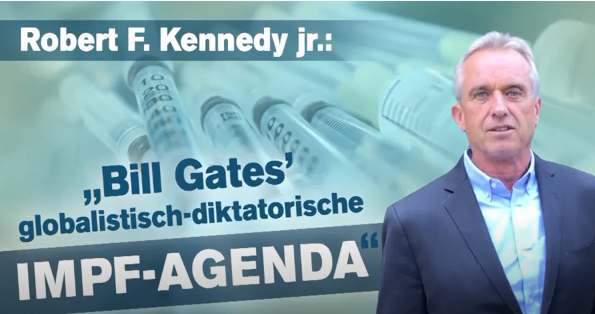 Robert F. Kennedy jr.:
„Bill Gates’
globalistisch-diktatorische
IMPF-AGENDA“